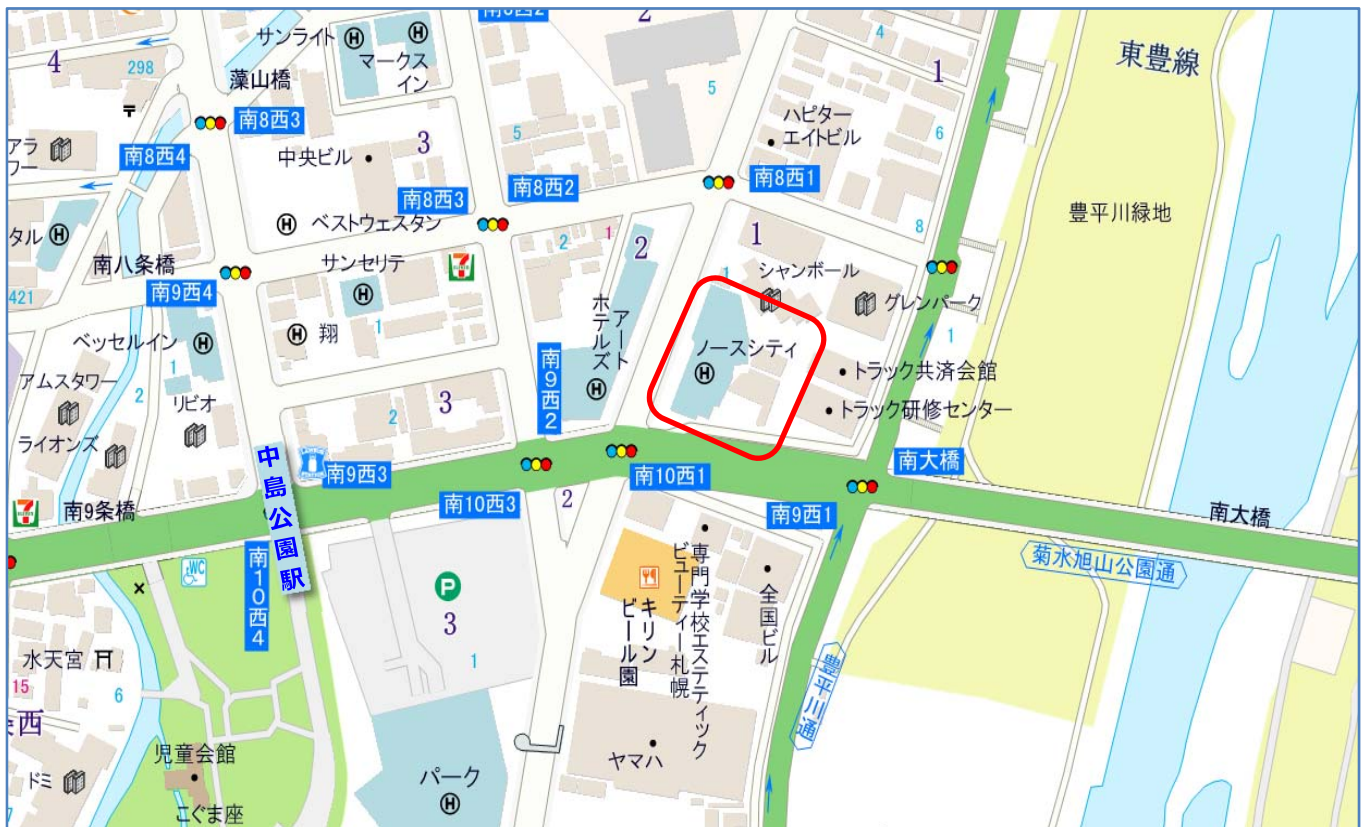 南8西2
2
サンライト
マークス
イン
4
298
藻山橋
南8西3
〒
アラ
ワー
南8西4
中央ビル
3
5
5
南8西3
南8西2
4
1
東豊線
ハピター
エイトビル
6
南8西1
8
豊平川緑地
タル
ベストウェスタン
南八条橋
サンセリテ
421
南9西4
翔
1
2
1
2
アート
ホテルズ
1
1
シャンボール
グレンパーク
1
ノースシティ
トラック共済会館
トラック研修センター
ベッセルイン
1
アムスタワー
2
リビオ
ライオンズ
2
3
南9西2
中島公園駅
南9西3
南9条橋
南10西3
2
南10西1
南大橋
南9西1
南大橋
菊水旭山公園通
WC
南10西4
P
3
1
キリン
ビール園
専門学校エステティック
ビューティー札幌
全国ビル
豊平川通
水天宮
15
6
条西
児童会館
こぐま座
ドミ
パーク
ヤマハ